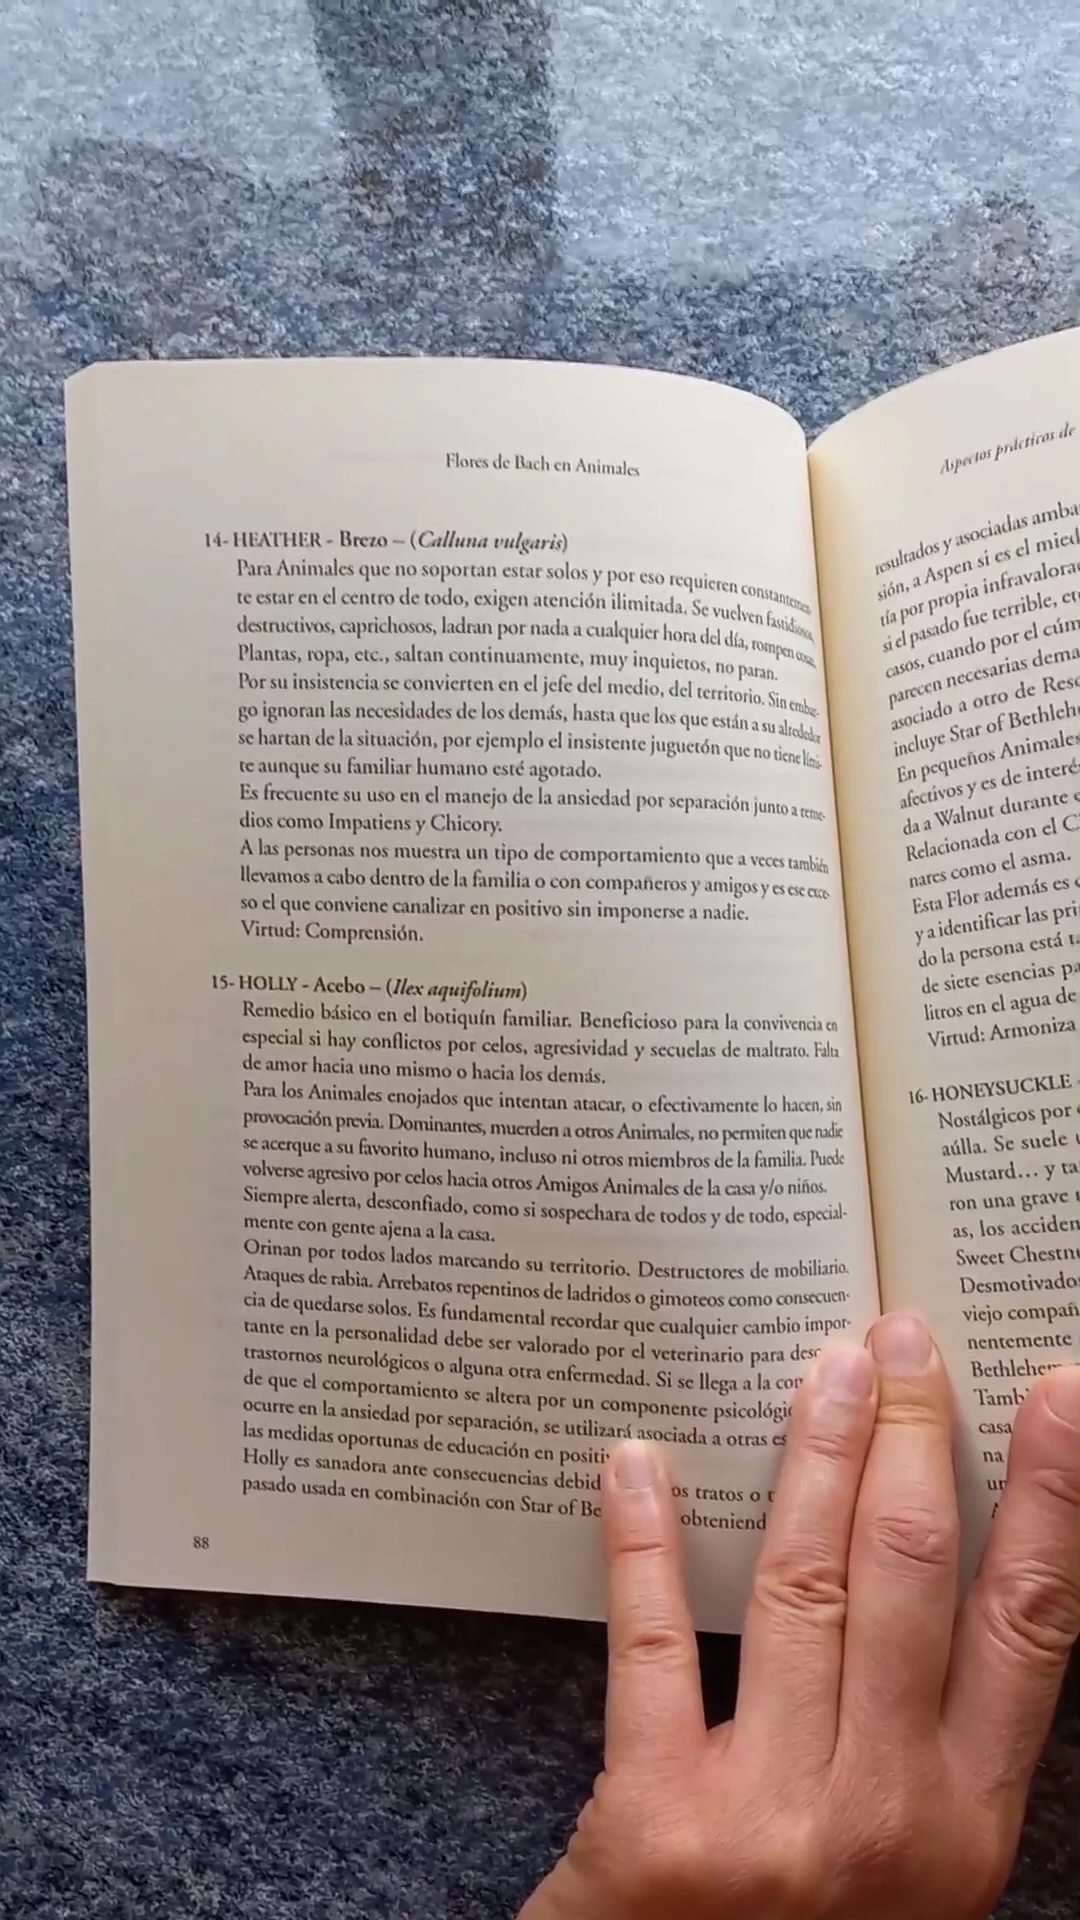 Flores de Bach en Animales
14- HEATHER - Brezo – (Calluna vulgaris)
Para Animales que no soportan estar solos y por eso requieren constantemen-
te estar en el centro de todo, exigen atención ilimitada. Se vuelven fastidiosos,
destructivos, caprichosos, ladran por nada a cualquier hora del día, rompen cosas,
Plantas, ropa, etc., saltan continuamente, muy inquietos, no paran.
Por su insistencia se convierten en el jefe del medio, del territorio. Sin embar-
go ignoran las necesidades de los demás, hasta que los que están a su alrededor
se hartan de la situación, por ejemplo el insistente juguetón que no tiene lími-
te aunque su familiar humano esté agotado.
Es frecuente su uso en el manejo de la ansiedad por separación junto a reme-
dios como Impatiens y Chicory.
A las personas nos muestra un tipo de comportamiento que a veces también
llevamos a cabo dentro de la familia o con compañeros y amigos y es ese exce-
so el que conviene canalizar en positivo sin imponerse a nadie.
Virtud: Comprensión.
15- HOLLY - Acebo – (Ilex aquifolium)
Remedio básico en el botiquín familiar. Beneficioso para la convivencia en
especial si hay conflictos por celos, agresividad y secuelas de maltrato. Falta
de amor hacia uno mismo o hacia los demás.
Para los Animales enojados que intentan atacar, o efectivamente lo hacen, sin
provocación previa. Dominantes, muerden a otros Animales, no permiten que nadie
se acerque a su favorito humano, incluso ni otros miembros de la familia. Puede
volverse agresivo por celos hacia otros Amigos Animales de la casa y/o niños.
Siempre alerta, desconfiado, como si sospechara de todos y de todo, especial-
mente con gente ajena a la casa.
Orinan por todos lados marcando su territorio. Destructores de mobiliario.
Ataques de rabia. Arrebatos repentinos de ladridos o gimoteos como consecuen-
cia de quedarse solos. Es fundamental recordar que cualquier cambio impor-
tante en la personalidad debe ser valorado por el veterinario para desc
trastornos neurológicos o alguna otra enfermedad. Si se llega a la con
de que el comportamiento se altera por un componente psicológic
ocurre en la ansiedad por separación, se utilizará asociada a otras es
las medidas oportunas de educación en positiv
Holly es sanadora ante consecuencias debid os tratos o t
pasado usada en combinación con Star of Be obteniend
88
Aspectos prácticos de
resultados y asociadas amba
sión, a Aspen si es el mied
tía por propia infravalora
si el pasado fue terrible, etc
casos, cuando por el cúm
parecen necesarias dema
asociado a otro de Resc
incluye Star of Bethlehe
En pequeños Animales
afectivos y es de interé
da a Walnut durante
Relacionada con el C
nares como el asma.
Esta Flor además es
y a identificar las pri
do la persona está t
de siete esencias pa
litros en el agua de
Virtud: Armoniza
16- HONEYSUCKLE -
Nostálgicos por
aúlla. Se suele u
Mustard... y ta
ron una grave
as, los acciden
Sweet Chestnu
Desmotivados
viejo compañ
nentemente
Bethlehem
Tambi
casa
na
un